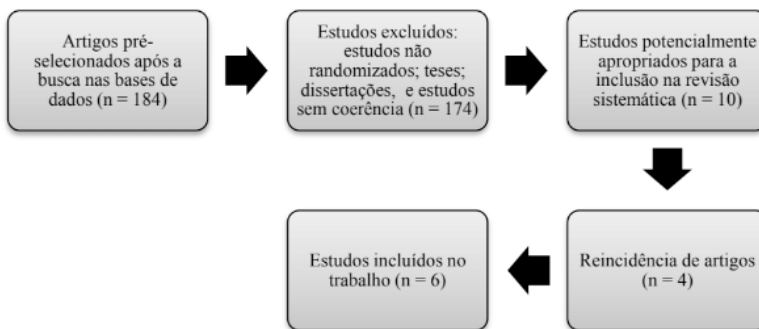 Artigos pré-
selecionados após a
busca nas bases de
dados (n = 184)
Estudos excluídos:
estudos não
randomizados; teses;
dissertações, e estudos
sem coerência (n = 174)
Estudos potencialmente
apropriados para a
inclusão na revisão
sistemática (n = 10)
Reincidência de artigos
(n = 4)
Estudos incluídos no
trabalho (n = 6)